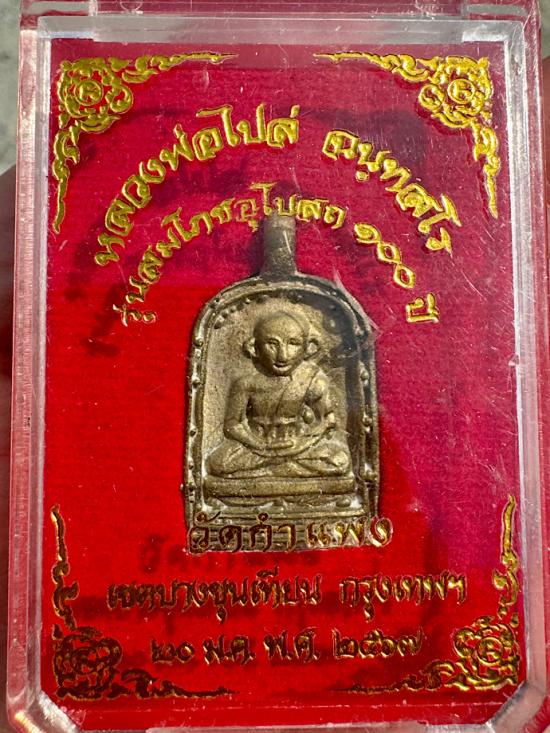 หลวงพ่อไปล่ ฉนฺทสโร
รุ่นสมโภชอุโบสถ ๑๐๐ ปี
วัดกำแพง
เขตบางขุนเทียน กรุงเทพฯ
๒๐ ม.ค. พ.ศ. ๒๕๖๗